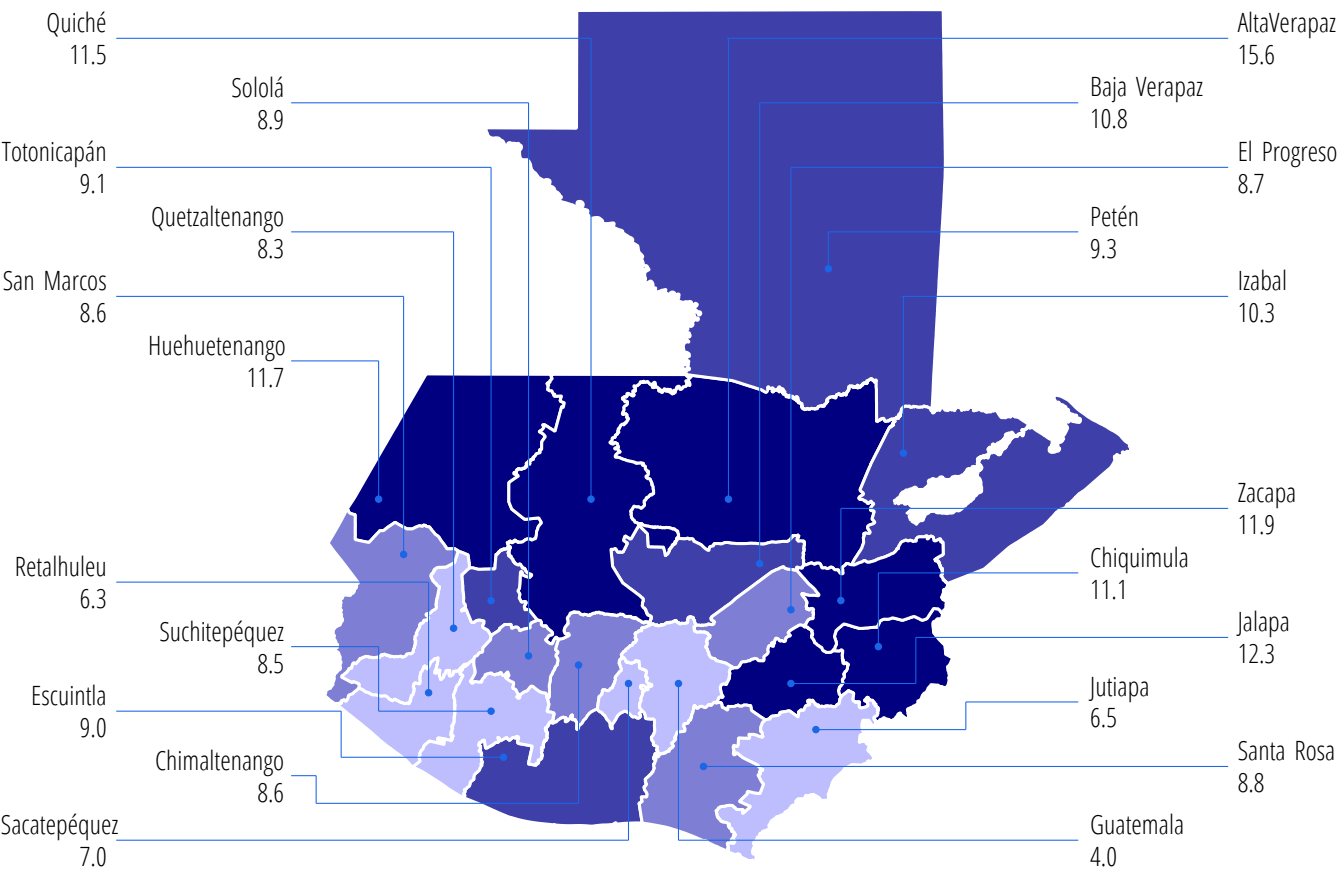 Quiché
11.5
Sololá
8.9
Totonicapán
9.1
Quetzaltenango
8.3
San Marcos
8.6
Huehuetenango
11.7
Retalhuleu
6.3
Suchitepéquez
8.5
Escuintla
9.0
Chimaltenango
8.6
Sacatepéquez
7.0
AltaVerapaz
15.6
Baja Verapaz
10.8
El Progreso
8.7
Petén
9.3
Izabal
10.3
Zacapa
11.9
Chiquimula
11.1
Jalapa
12.3
Jutiapa
6.5
Santa Rosa
8.8
Guatemala
4.0